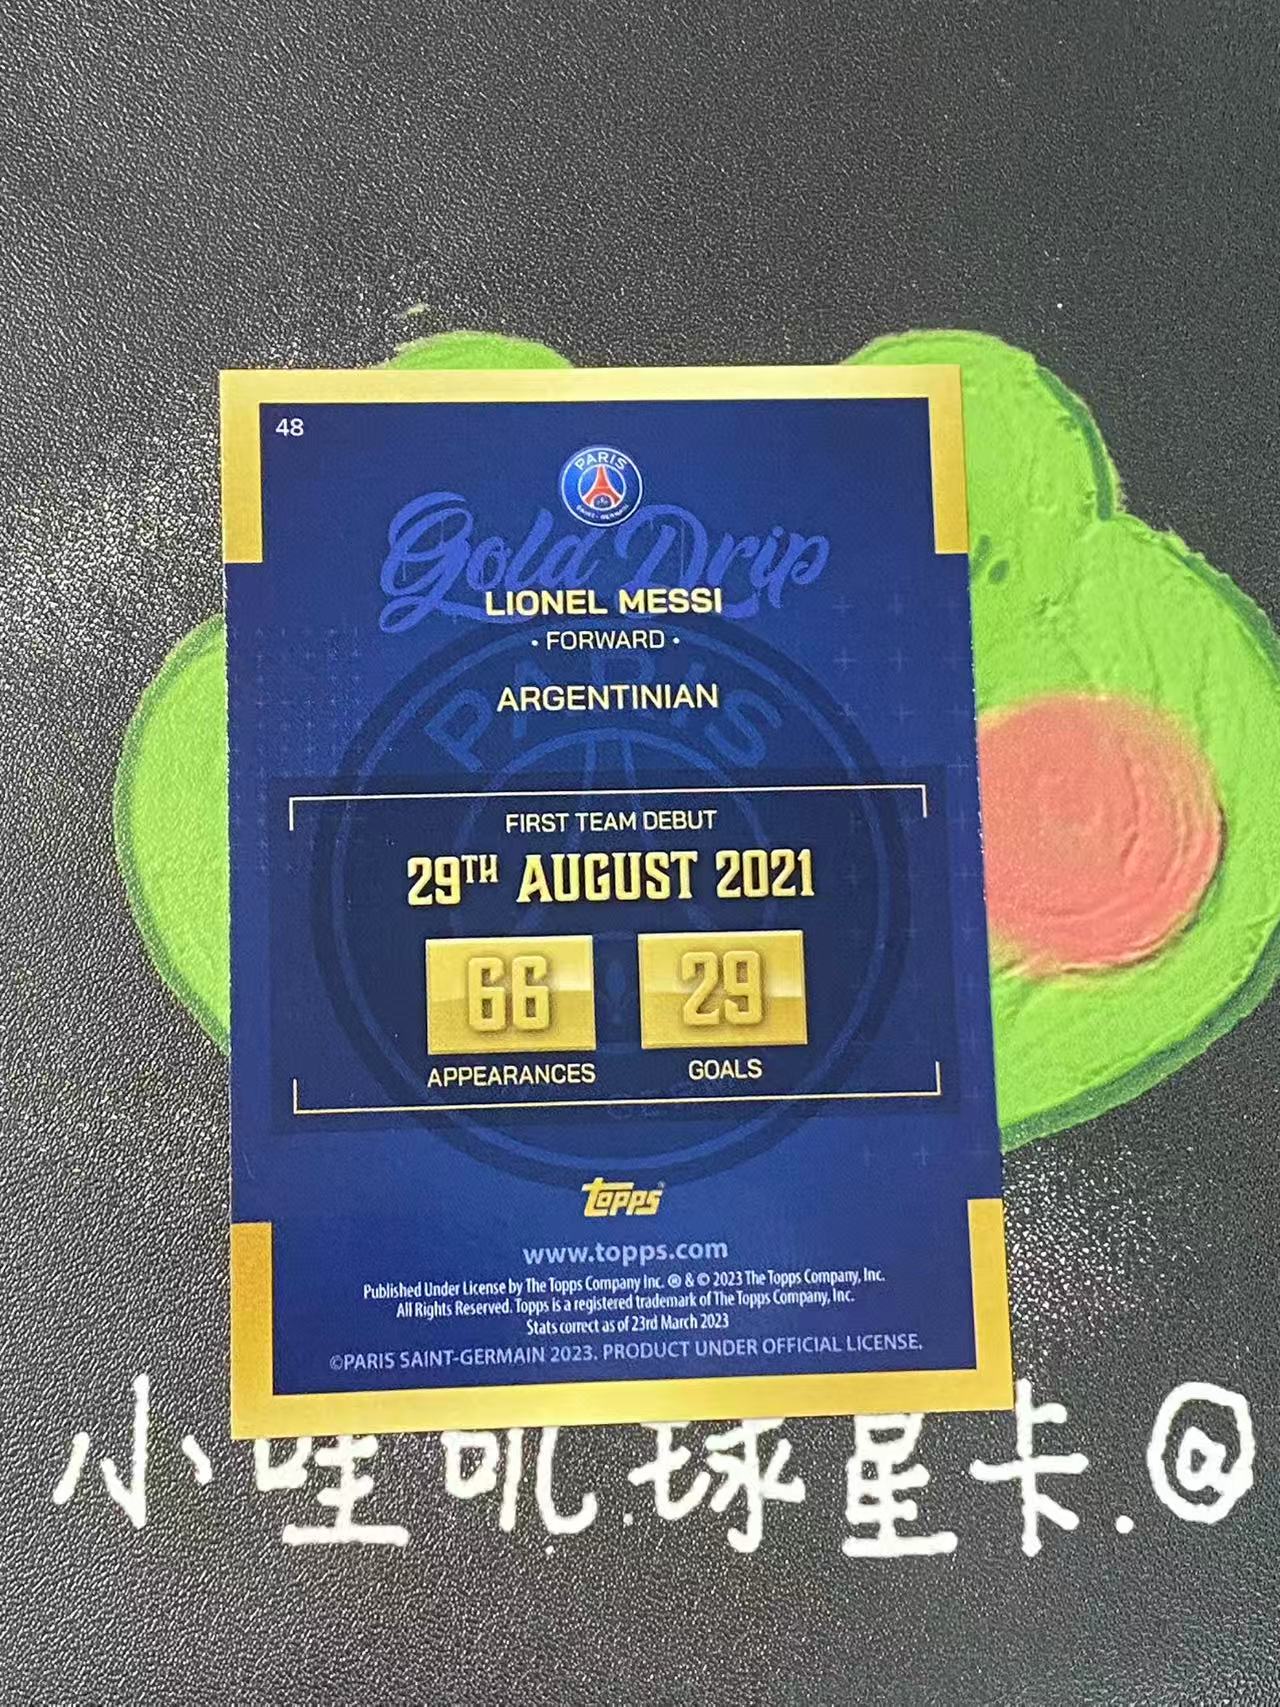 48
PARIS
SAINT-GERMAIN
Gold Drip
LIONEL MESSI
• FORWARD •
ARGENTINIAN
PARIS
FIRST TEAM DEBUT
29TH AUGUST 2021
66 29
APPEARANCES GOALS
topps
www.topps.com
Published Under License by The Topps Company Inc. ® & © 2023 The Topps Company, Inc.
All Rights Reserved. Topps is a registered trademark of The Topps Company, Inc.
Stats correct as of 23rd March 2023
©PARIS SAINT-GERMAIN 2023. PRODUCT UNDER OFFICIAL LICENSE.
小哇叽.球星卡.@